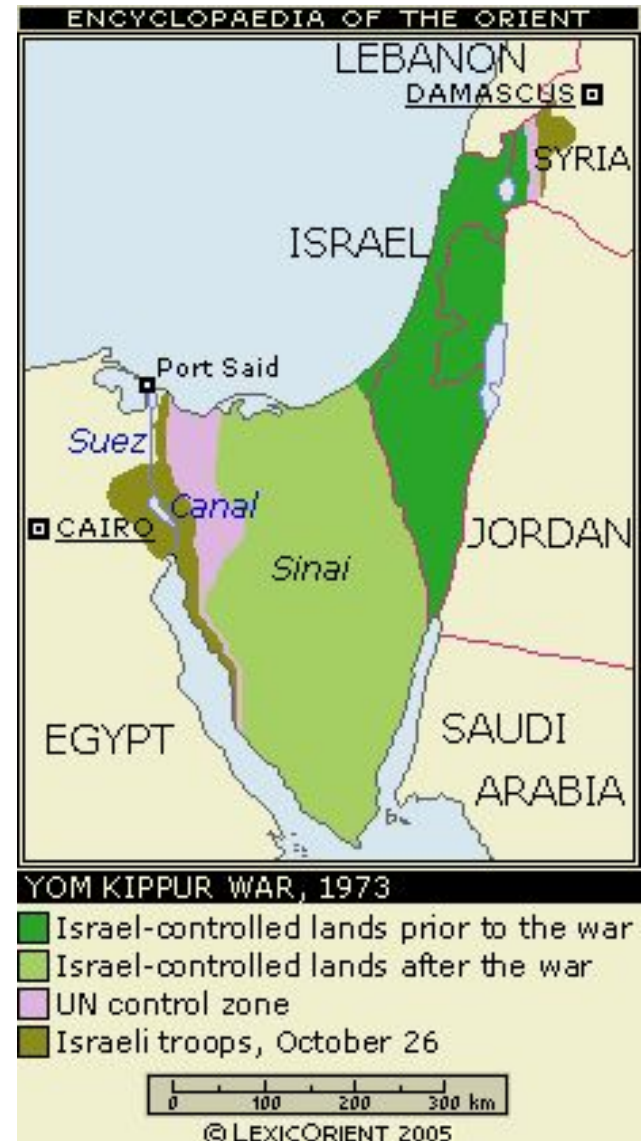 ENCYCLOPAEDIA OF THE ORIENT
LEBANON
DAMASCUS
SYRIA
ISRAEL
Port Said
Suez
Canal
CAIRO
JORDAN
Sinai
EGYPT
SAUDI
ARABIA
YOM KIPPUR WAR, 1973
Israel-controlled lands prior to the war
Israel-controlled lands after the war
UN control zone
Israeli troops, October 26
0 100 200 300 km
© LEXICORIENT 2005